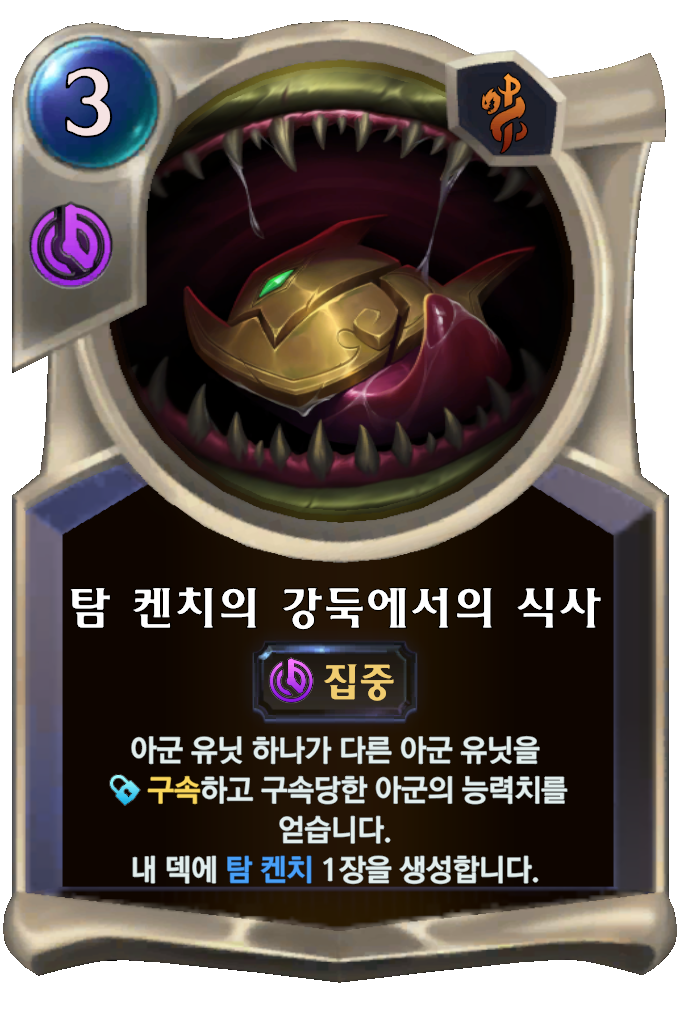 3
탐 켄치의 강둑에서의 식사
집중
아군 유닛 하나가 다른 아군 유닛을
구속하고 구속당한 아군의 능력치를
얻습니다.
내 덱에 탐 켄치 1장을 생성합니다.